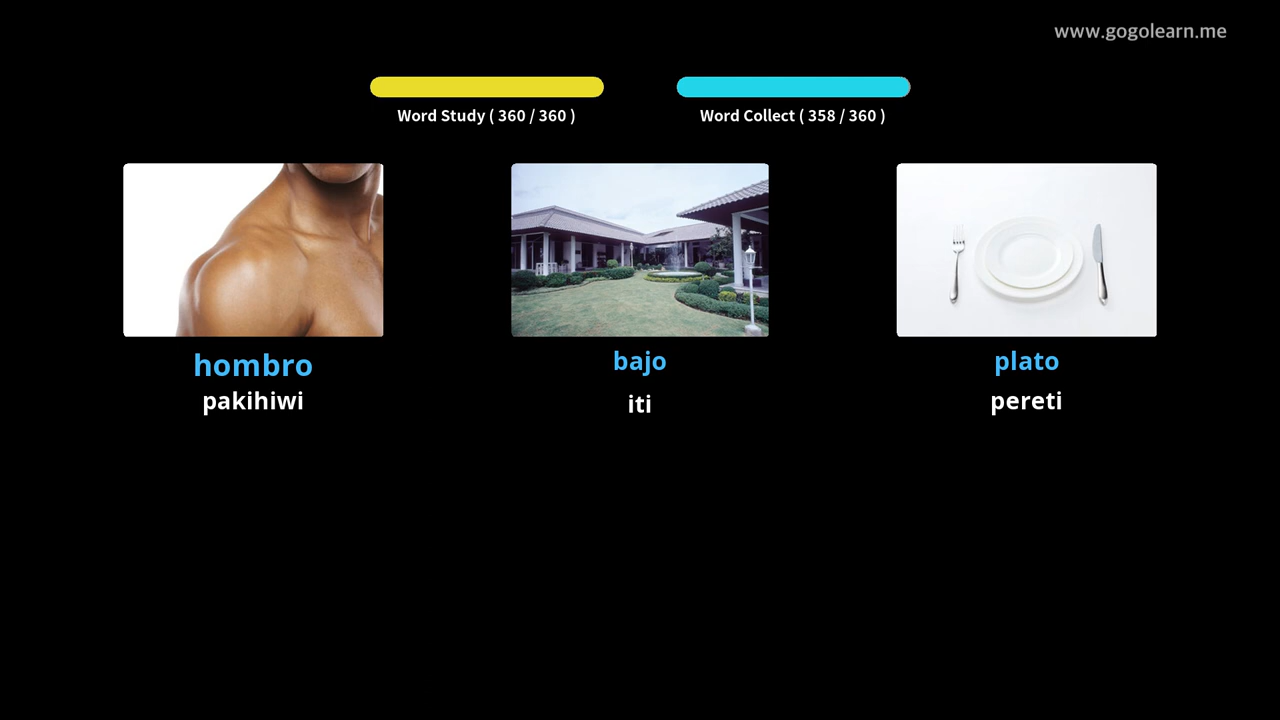 www.gogolearn.me
Word Study ( 360 / 360 )
Word Collect ( 358 / 360 )
hombro
pakihiwi
bajo
iti
plato
pereti